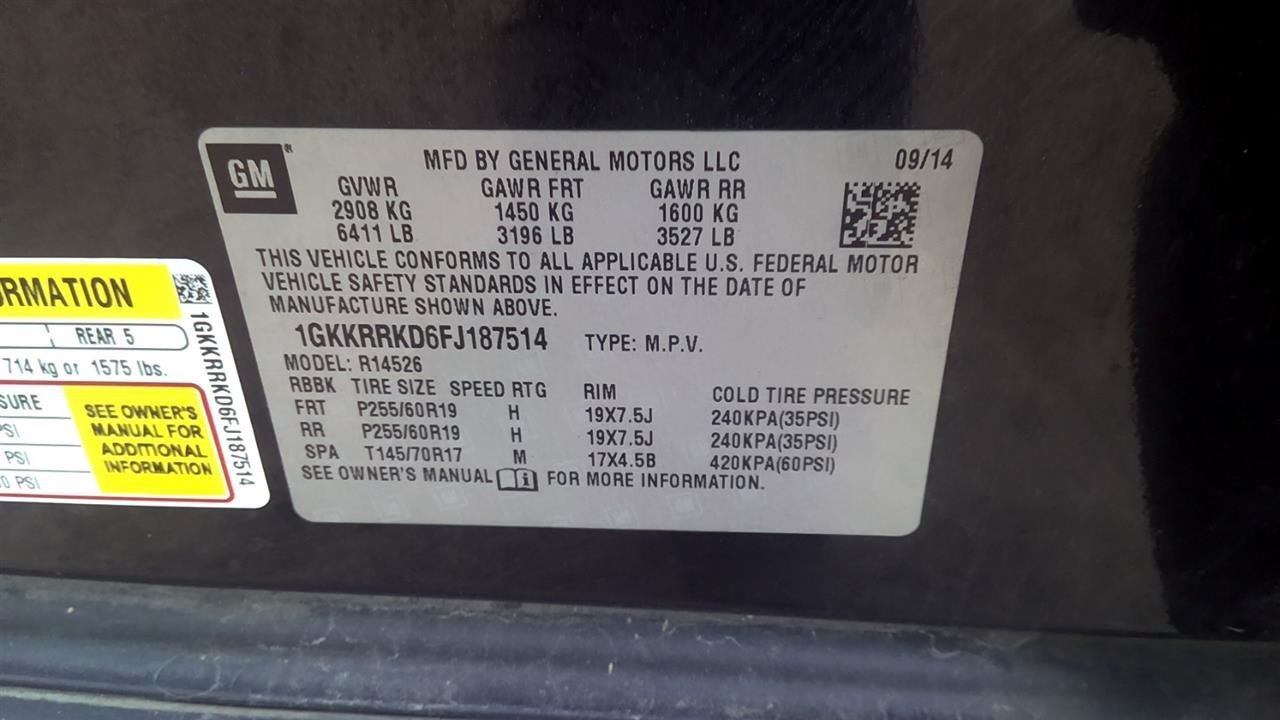 GM
®
MFD BY GENERAL MOTORS LLC 09/14
GVWR GAWR FRT GAWR RR
2908 KG 1450 KG 1600 KG
6411 LB 3196 LB 3527 LB
THIS VEHICLE CONFORMS TO ALL APPLICABLE U.S. FEDERAL MOTOR
VEHICLE SAFETY STANDARDS IN EFFECT ON THE DATE OF
MANUFACTURE SHOWN ABOVE.
1GKKRRKD6FJ187514 TYPE: M.P.V.
MODEL: R14526
RBBK TIRE SIZE SPEED RTG RIM COLD TIRE PRESSURE
FRT P255/60R19 H 19X7.5J 240KPA(35PSI)
RR P255/60R19 H 19X7.5J 240KPA(35PSI)
SPA T145/70R17 M 17X4.5B 420KPA(60PSI)
SEE OWNER'S MANUAL FOR MORE INFORMATION.
RMATION
REAR 5
714 kg or 1575 lbs.
SURE
PSI
PSI
0 PSI
SEE OWNER'S
MANUAL FOR
ADDITIONAL
INFORMATION
1GKKRRKD6FJ187514